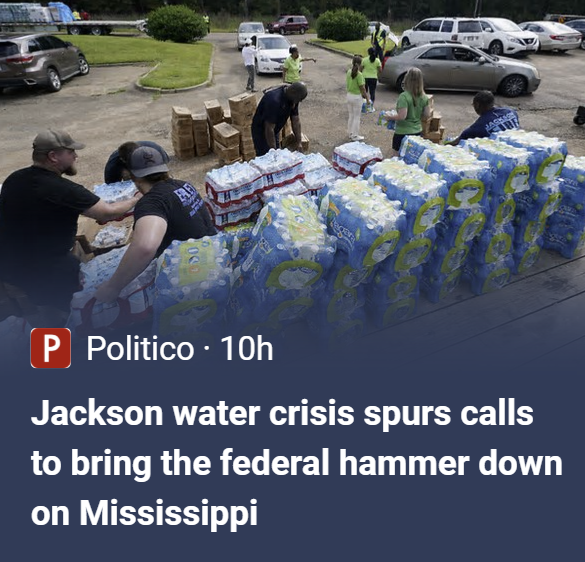 P Politico · 10h
Jackson water crisis spurs calls
to bring the federal hammer down
on Mississippi